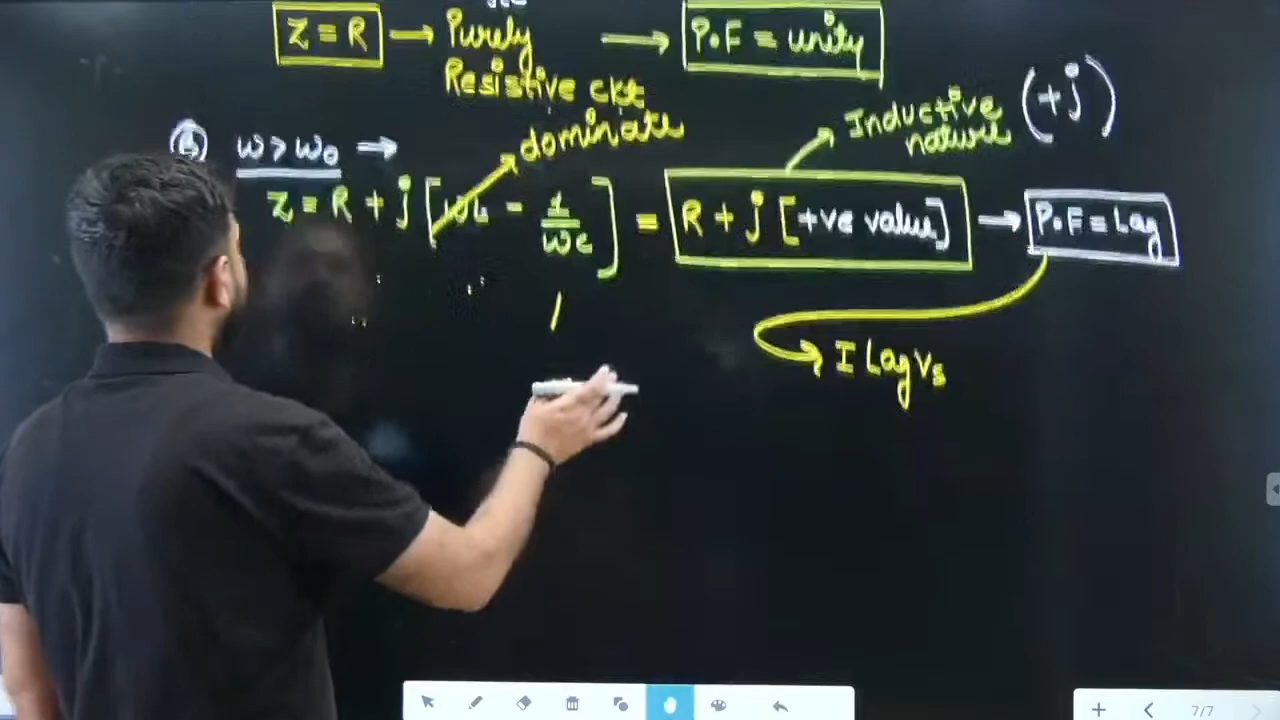 Z = R → Purely Resistive ckt → P.F = unity
(b) ω > ω₀ →
dominate
Inductive nature (+j)
Z = R + j [ωL - 1/ωC] = R + j [+ve value] → P.F = Lag
I Lag Vs
7/7